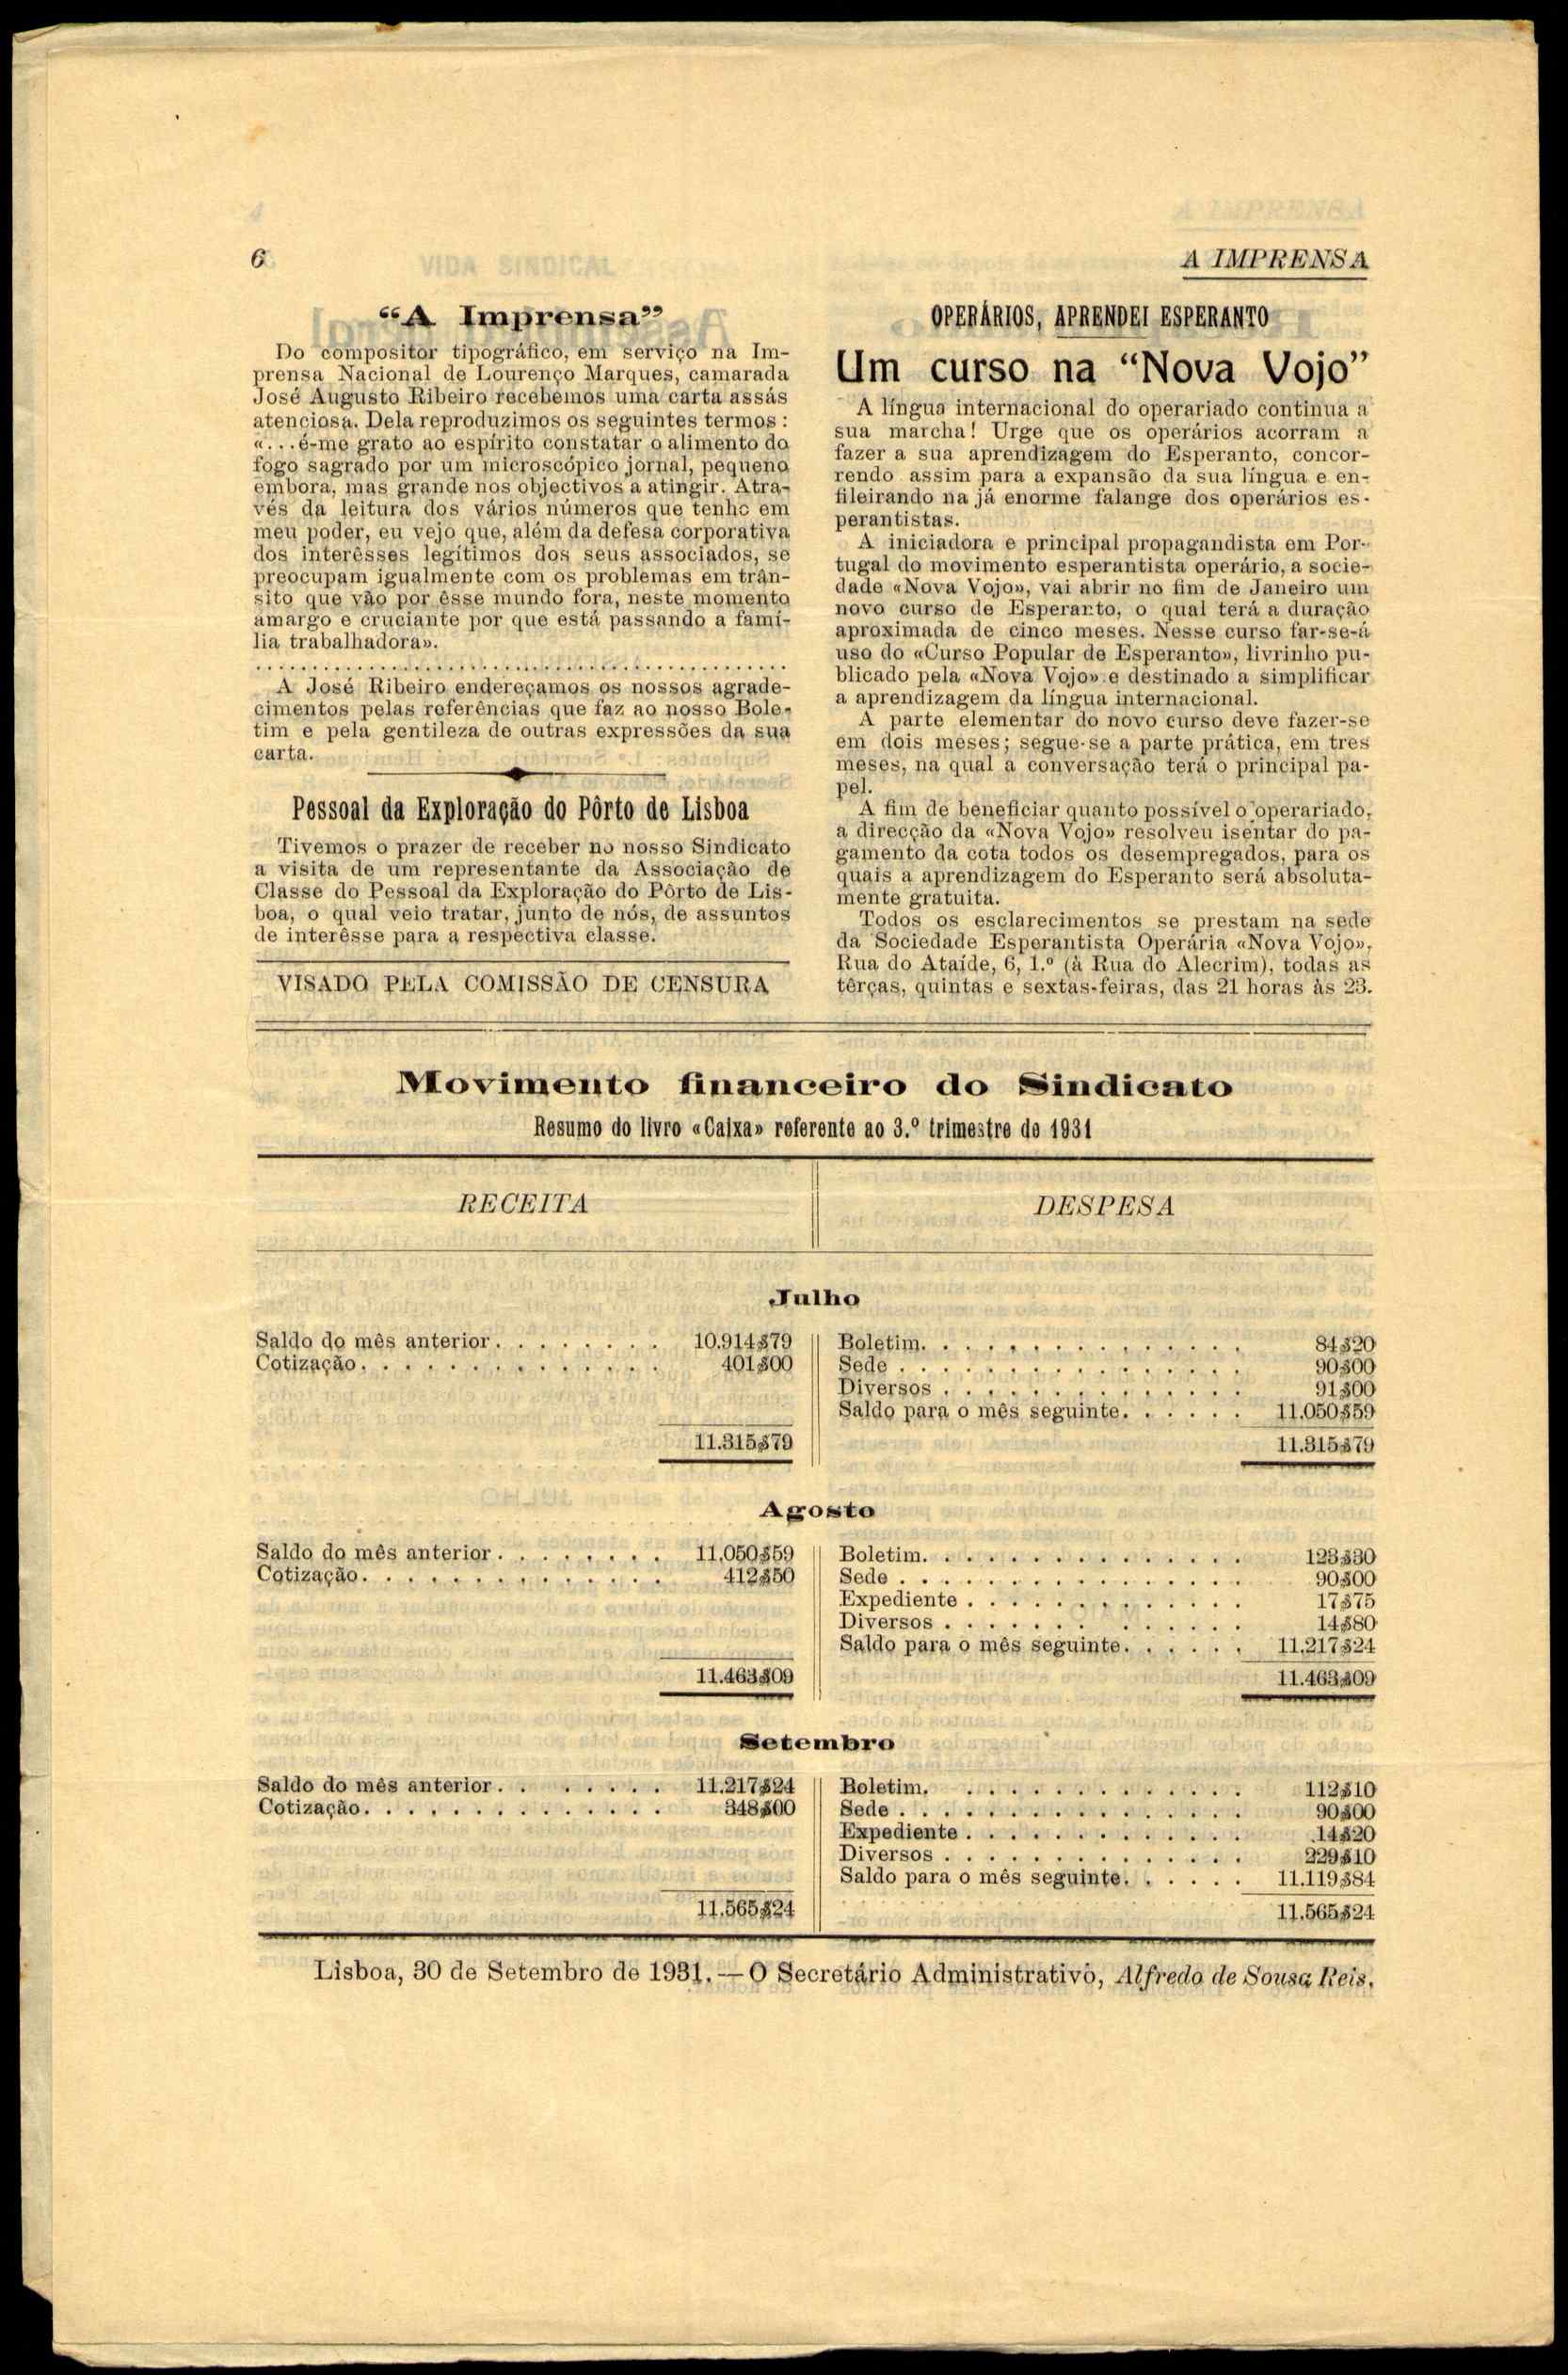 6
A IMPRENSA
“A Imprensa”
Do compositor tipográfico, em serviço na Im-
prensa Nacional de Lourenço Marques, camarada
José Augusto Ribeiro recebemos uma carta assás
atenciosa. Dela reproduzimos os seguintes termos :
«...é-me grato ao espírito constatar o alimento do
fogo sagrado por um microscópico jornal, pequeno
embora, mas grande nos objectivos a atingir. Atra-
vés da leitura dos vários números que tenho em
meu poder, eu vejo que, além da defesa corporativa
dos interêsses legítimos dos seus associados, se
preocupam igualmente com os problemas em trân-
sito que vão por êsse mundo fora, neste momento
amargo e cruciante por que está passando a famí-
lia trabalhadora».
A José Ribeiro endereçamos os nossos agrade-
cimentos pelas referências que faz ao nosso Bole-
tim e pela gentileza de outras expressões da sua
carta.
Pessoal da Exploração do Pôrto de Lisboa
Tivemos o prazer de receber no nosso Sindicato
a visita de um representante da Associação de
Classe do Pessoal da Exploração do Pôrto de Lis-
boa, o qual veio tratar, junto de nós, de assuntos
de interêsse para a respectiva classe.
VISADO PELA COMISSÃO DE CENSURA
OPERÁRIOS, APRENDEI ESPERANTO
Um curso na “Nova Vojo”
A língua internacional do operariado continua a
sua marcha! Urge que os operários acorram a
fazer a sua aprendizagem do Esperanto, concor-
rendo assim para a expansão da sua língua e en-
fileirando na já enorme falange dos operários es-
perantistas.
A iniciadora e principal propagandista em Por-
tugal do movimento esperantista operário, a socie-
dade «Nova Vojo», vai abrir no fim de Janeiro um
novo curso de Esperanto, o qual terá a duração
aproximada de cinco meses. Nesse curso far-se-á
uso do «Curso Popular de Esperanto», livrinho pu-
blicado pela «Nova Vojo» e destinado a simplificar
a aprendizagem da língua internacional.
A parte elementar do novo curso deve fazer-se
em dois meses; segue-se a parte prática, em tres
meses, na qual a conversação terá o principal pa-
pel.
A fim de beneficiar quanto possível o operariado,
a direcção da «Nova Vojo» resolveu isentar do pa-
gamento da cota todos os desempregados, para os
quais a aprendizagem do Esperanto será absoluta-
mente gratuita.
Todos os esclarecimentos se prestam na sede
da Sociedade Esperantista Operária «Nova Vojo»,
Rua do Ataíde, 6, 1.º (à Rua do Alecrim), todas as
têrças, quintas e sextas-feiras, das 21 horas às 23.
Movimento financeiro do Sindicato
Resumo do livro «Caixa» referente ao 3.º trimestre de 1931
RECEITA
DESPESA
Julho
Saldo do mês anterior. . . . . . . . 10.914$79
Cotização. . . . . . . . . . . . . . 401$00
11.315$79
Boletim. . . . . . . . . . . . . . . 84$20
Sede . . . . . . . . . . . . . . . . 90$00
Diversos . . . . . . . . . . . . . . 91$00
Saldo para o mês seguinte. . . . . . 11.050$59
11.315$79
Agosto
Saldo do mês anterior . . . . . . . . 11.050$59
Cotização. . . . . . . . . . . . . . 412$50
11.463$09
Boletim. . . . . . . . . . . . . . . 123$30
Sede . . . . . . . . . . . . . . . . 90$00
Expediente . . . . . . . . . . . . . 17$75
Diversos . . . . . . . . . . . . . . 14$80
Saldo para o mês seguinte. . . . . . 11.217$24
11.463$09
Setembro
Saldo do mês anterior . . . . . . . 11.217$24
Cotização. . . . . . . . . . . . . . 348$00
11.565$24
Boletim. . . . . . . . . . . . . . 112$10
Sede . . . . . . . . . . . . . . . . 90$00
Expediente . . . . . . . . . . . . . 14$20
Diversos . . . . . . . . . . . . . . 229$10
Saldo para o mês seguinte. . . . . . 11.119$84
11.565$24
Lisboa, 30 de Setembro de 1931. — O Secretário Administrativo, Alfredo de Sousa Reis.